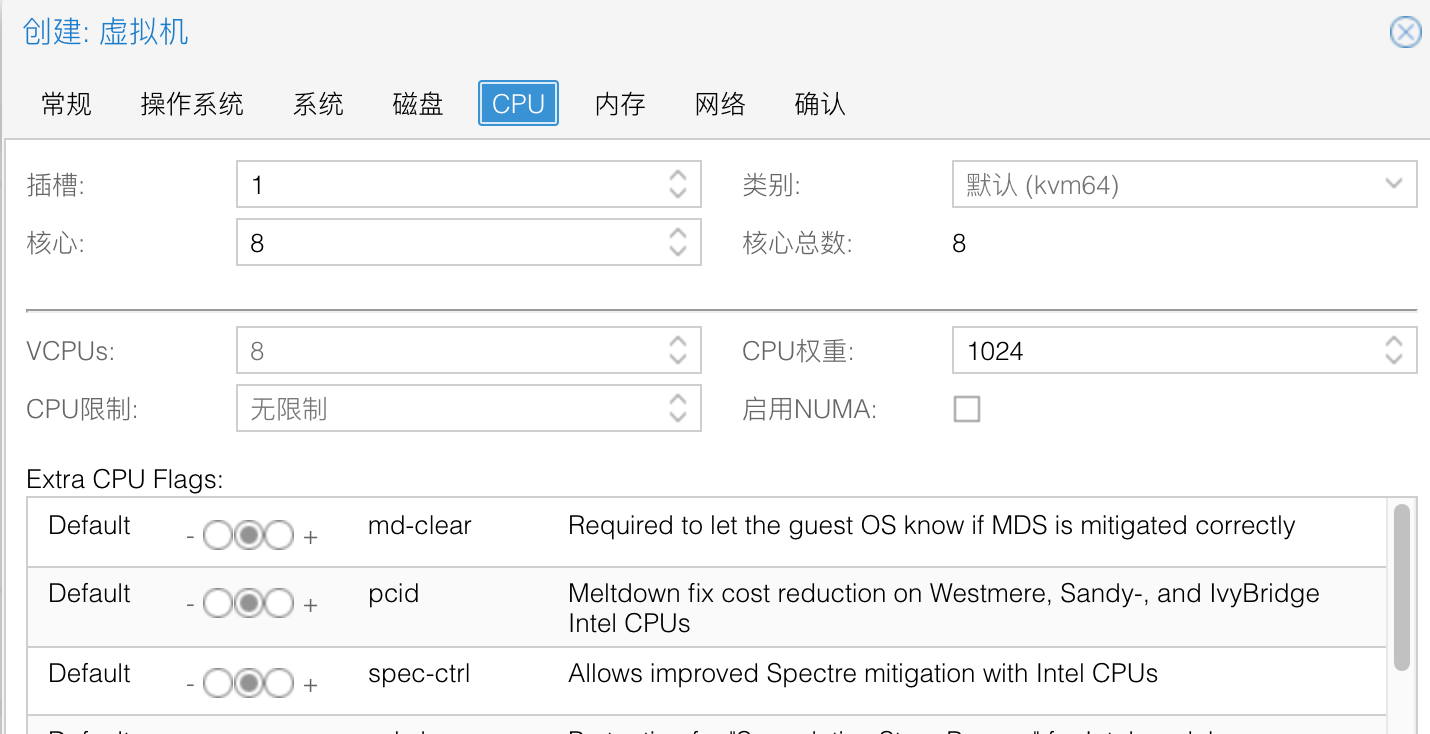 创建: 虚拟机
常规 操作系统 系统 磁盘 CPU 内存 网络 确认
插槽: 1 类别: 默认 (kvm64)
核心: 8 核心总数: 8
VCPUs: 8 CPU权重: 1024
CPU限制: 无限制 启用NUMA:
Extra CPU Flags:
Default - + md-clear Required to let the guest OS know if MDS is mitigated correctly
Default - + pcid Meltdown fix cost reduction on Westmere, Sandy-, and IvyBridge
Intel CPUs
Default - + spec-ctrl Allows improved Spectre mitigation with Intel CPUs